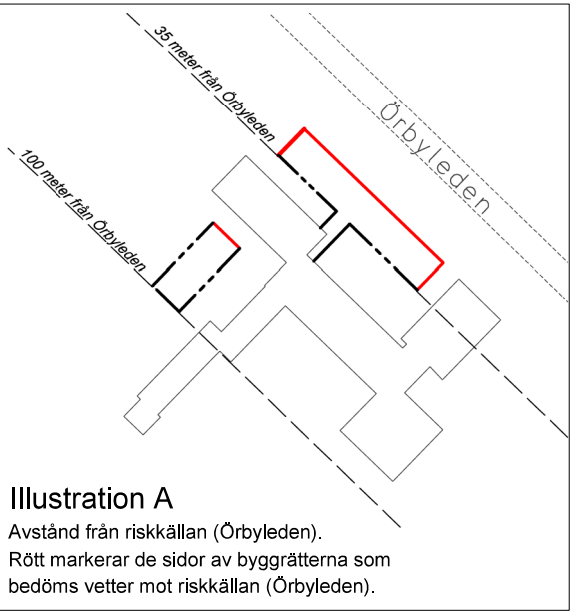 35 meter från Örbyleden
Örbyleden
100 meter från Örbyleden
Illustration A
Avstånd från riskkällan (Örbyleden).
Rött markerar de sidor av byggrätterna som
bedöms vetter mot riskkällan (Örbyleden).